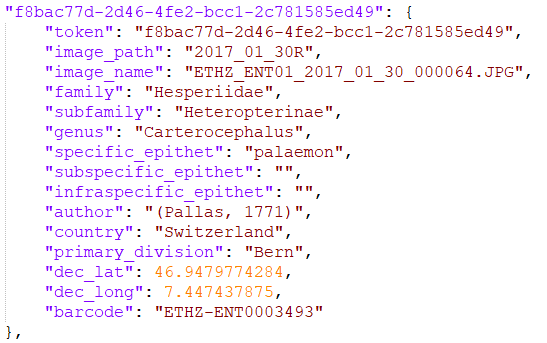 "f8bac77d-2d46-4fe2-bcc1-2c781585ed49": {
"token": "f8bac77d-2d46-4fe2-bcc1-2c781585ed49",
"image_path": "2017_01_30R",
"image_name": "ETHZ_ENT01_2017_01_30_000064.JPG",
"family": "Hesperiidae",
"subfamily": "Heteropterinae",
"genus": "Carterocephalus",
"specific_epithet": "palaemon",
"subspecific_epithet": "",
"infraspecific_epithet": "",
"author": "(Pallas, 1771)",
"country": "Switzerland",
"primary_division": "Bern",
"dec_lat": 46.9479774284,
"dec_long": 7.447437875,
"barcode": "ETHZ-ENT0003493"
},